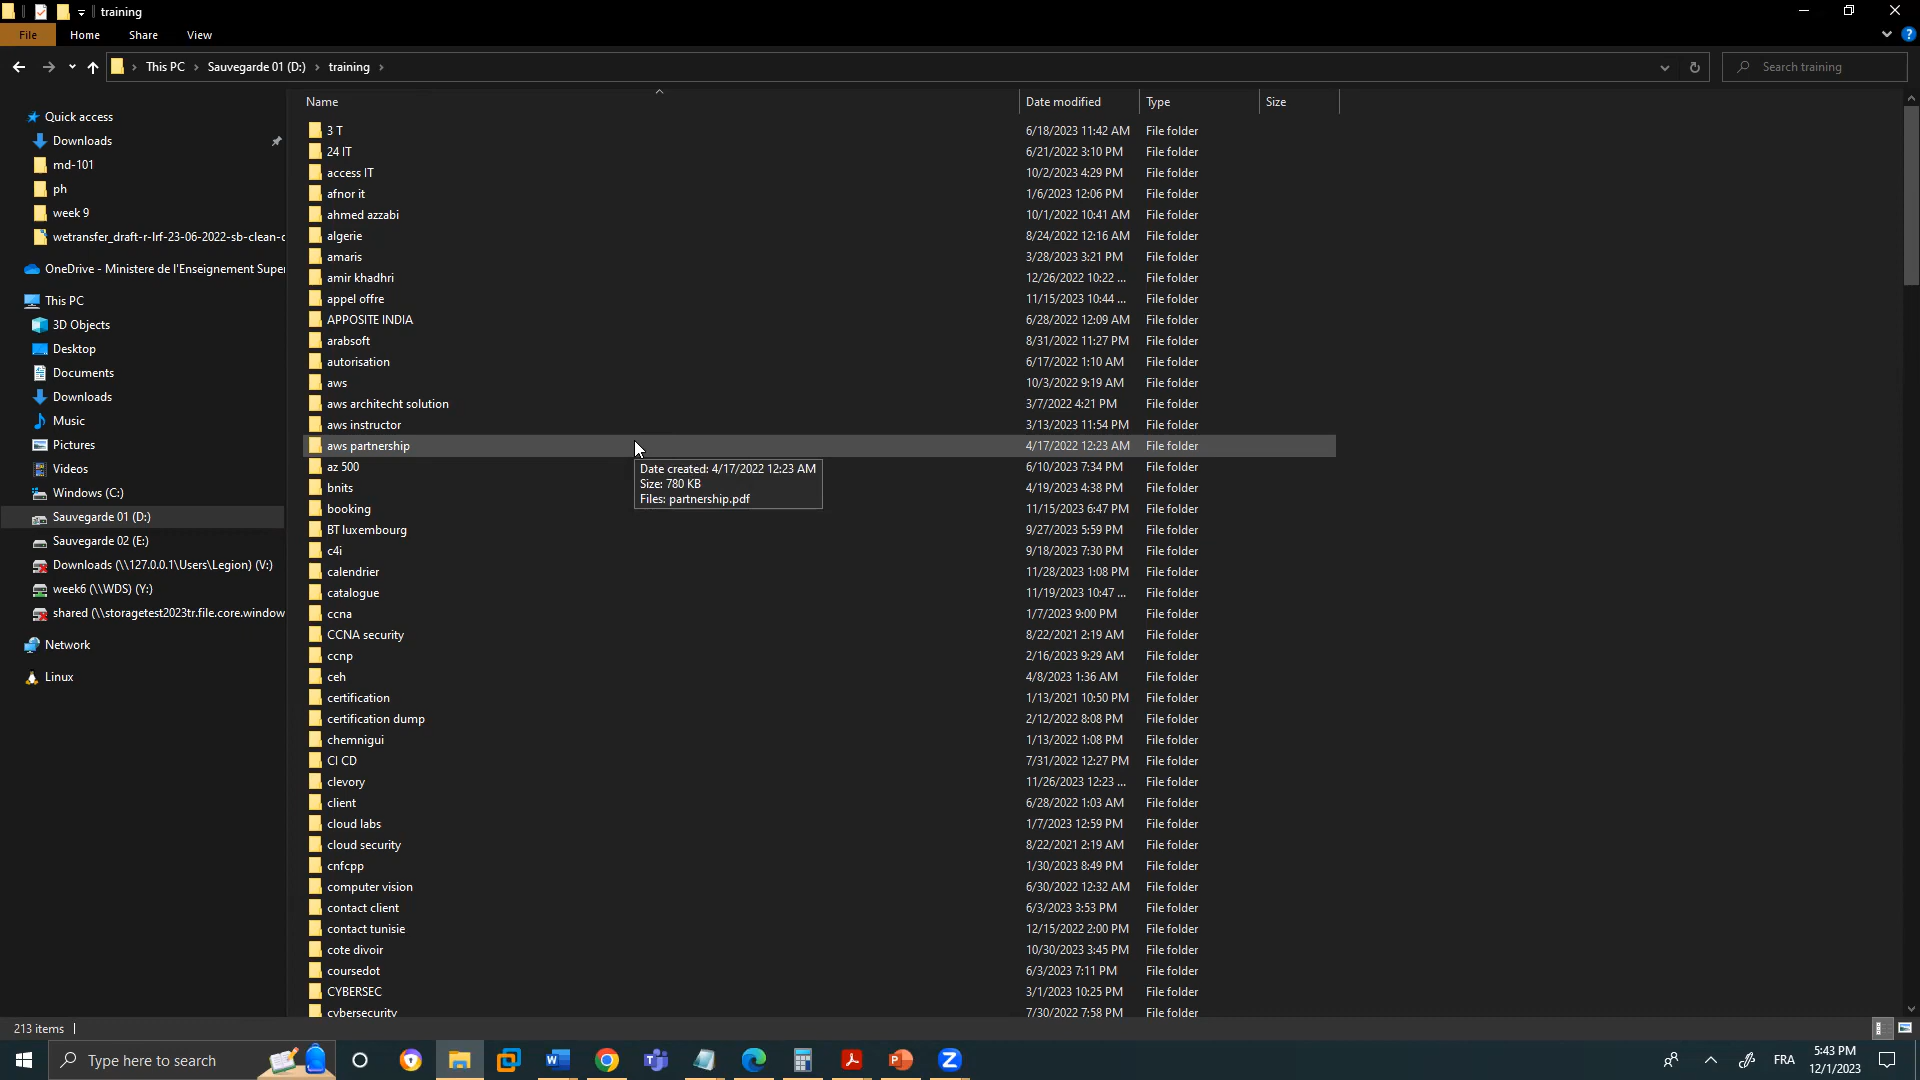 training
File Home Share View
This PC Sauvegarde 01 (D:) training
Search training
Name Date modified Type Size
Quick access
Downloads
md-101
ph
week 9
wetransfer_draft-r-lrf-23-06-2022-sb-clean-c
OneDrive - Ministere de l'Enseignement Super
This PC
3D Objects
Desktop
Documents
Downloads
Music
Pictures
Videos
Windows (C:)
Sauvegarde 01 (D:)
Sauvegarde 02 (E:)
Downloads (\\127.0.0.1\Users\Legion) (V:)
week6 (\\WDS) (Y:)
shared (\\storagetest2023tr.file.core.window
Network
Linux
3 T 6/18/2023 11:42 AM File folder
24 IT 6/21/2022 3:10 PM File folder
access IT 10/2/2023 4:29 PM File folder
afnor it 1/6/2023 12:06 PM File folder
ahmed azzabi 10/1/2022 10:41 AM File folder
algerie 8/24/2022 12:16 AM File folder
amaris 3/28/2023 3:21 PM File folder
amir khadhri 12/26/2022 10:22 ... File folder
appel offre 11/15/2023 10:44 ... File folder
APPOSITE INDIA 6/28/2022 12:09 AM File folder
arabsoft 8/31/2022 11:27 PM File folder
autorisation 6/17/2022 1:10 AM File folder
aws 10/3/2022 9:19 AM File folder
aws architecht solution 3/7/2022 4:21 PM File folder
aws instructor 3/13/2023 11:54 PM File folder
aws partnership 4/17/2022 12:23 AM File folder
az 500 6/10/2023 7:34 PM File folder
bnits 4/19/2023 4:38 PM File folder
booking 11/15/2023 6:47 PM File folder
BT luxembourg 9/27/2023 5:59 PM File folder
c4i 9/18/2023 7:30 PM File folder
calendrier 11/28/2023 1:08 PM File folder
catalogue 11/19/2023 10:47 ... File folder
ccna 1/7/2023 9:00 PM File folder
CCNA security 8/22/2021 2:19 AM File folder
ccnp 2/16/2023 9:29 AM File folder
ceh 4/8/2023 1:36 AM File folder
certification 1/13/2021 10:50 PM File folder
certification dump 2/12/2022 8:08 PM File folder
chemnigui 1/13/2022 1:08 PM File folder
CI CD 7/31/2022 12:27 PM File folder
clevory 11/26/2023 12:23 ... File folder
client 6/28/2022 1:03 AM File folder
cloud labs 1/7/2023 12:59 PM File folder
cloud security 8/22/2021 2:19 AM File folder
cnfcpp 1/30/2023 8:49 PM File folder
computer vision 6/30/2022 12:32 AM File folder
contact client 6/3/2023 3:53 PM File folder
contact tunisie 12/15/2022 2:00 PM File folder
cote divoir 10/30/2023 3:45 PM File folder
coursedot 6/3/2023 7:11 PM File folder
CYBERSEC 3/1/2023 10:25 PM File folder
cybersecurity 7/30/2022 7:58 PM File folder
Date created: 4/17/2022 12:23 AM
Size: 780 KB
Files: partnership.pdf
213 items
Type here to search
FRA
5:43 PM
12/1/2023